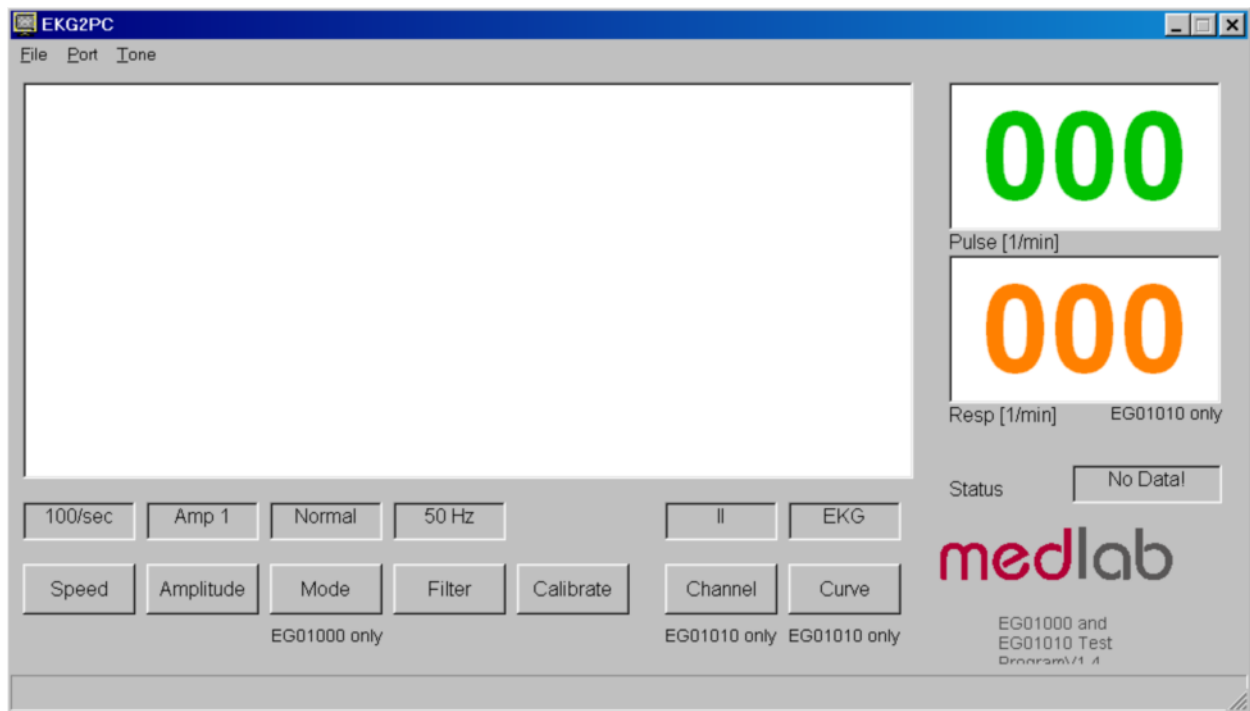 EKG2PC
File Port Tone
000
Pulse [1/min]
000
Resp [1/min] EG01010 only
Status No Data!
100/sec Amp 1 Normal 50 Hz II EKG
medlab
Speed Amplitude Mode Filter Calibrate Channel Curve
EG01000 only EG01010 only EG01010 only
EG01000 and
EG01010 Test
ProgramV1.4